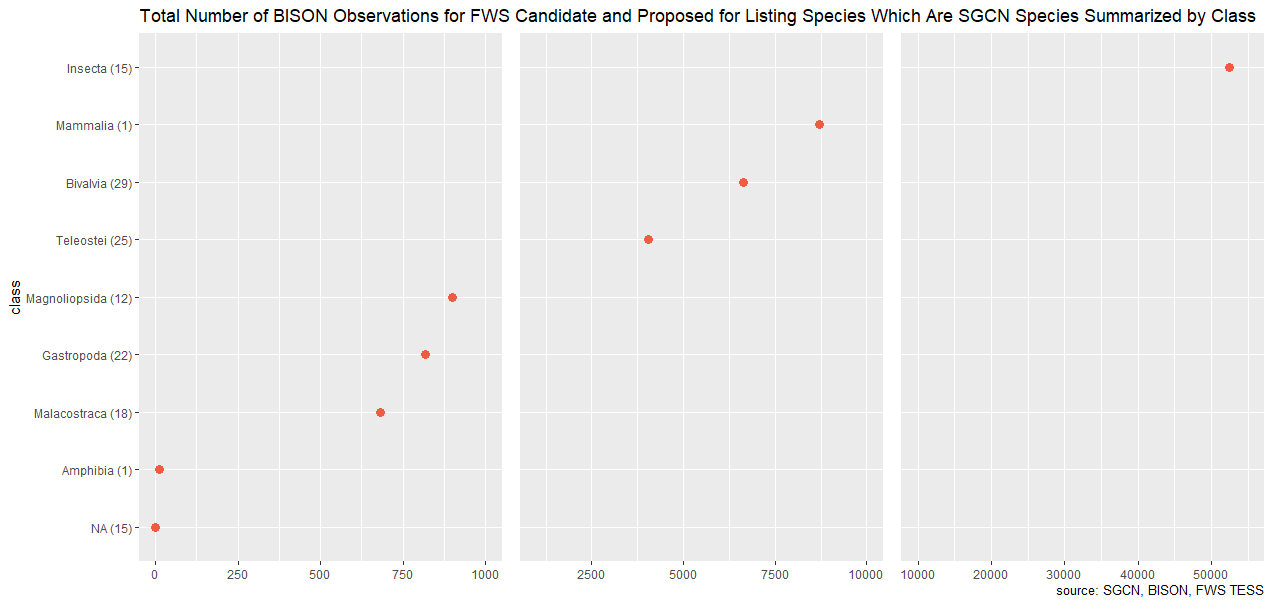 Total Number of BISON Observations for FWS Candidate and Proposed for Listing Species Which Are SGCN Species Summarized by Class
class
Insecta (15)
Mammalia (1)
Bivalvia (29)
Teleostei (25)
Magnoliopsida (12)
Gastropoda (22)
Malacostraca (18)
Amphibia (1)
NA (15)
0 250 500 750 1000 2500 5000 7500 10000 10000 20000 30000 40000 50000
source: SGCN, BISON, FWS TESS